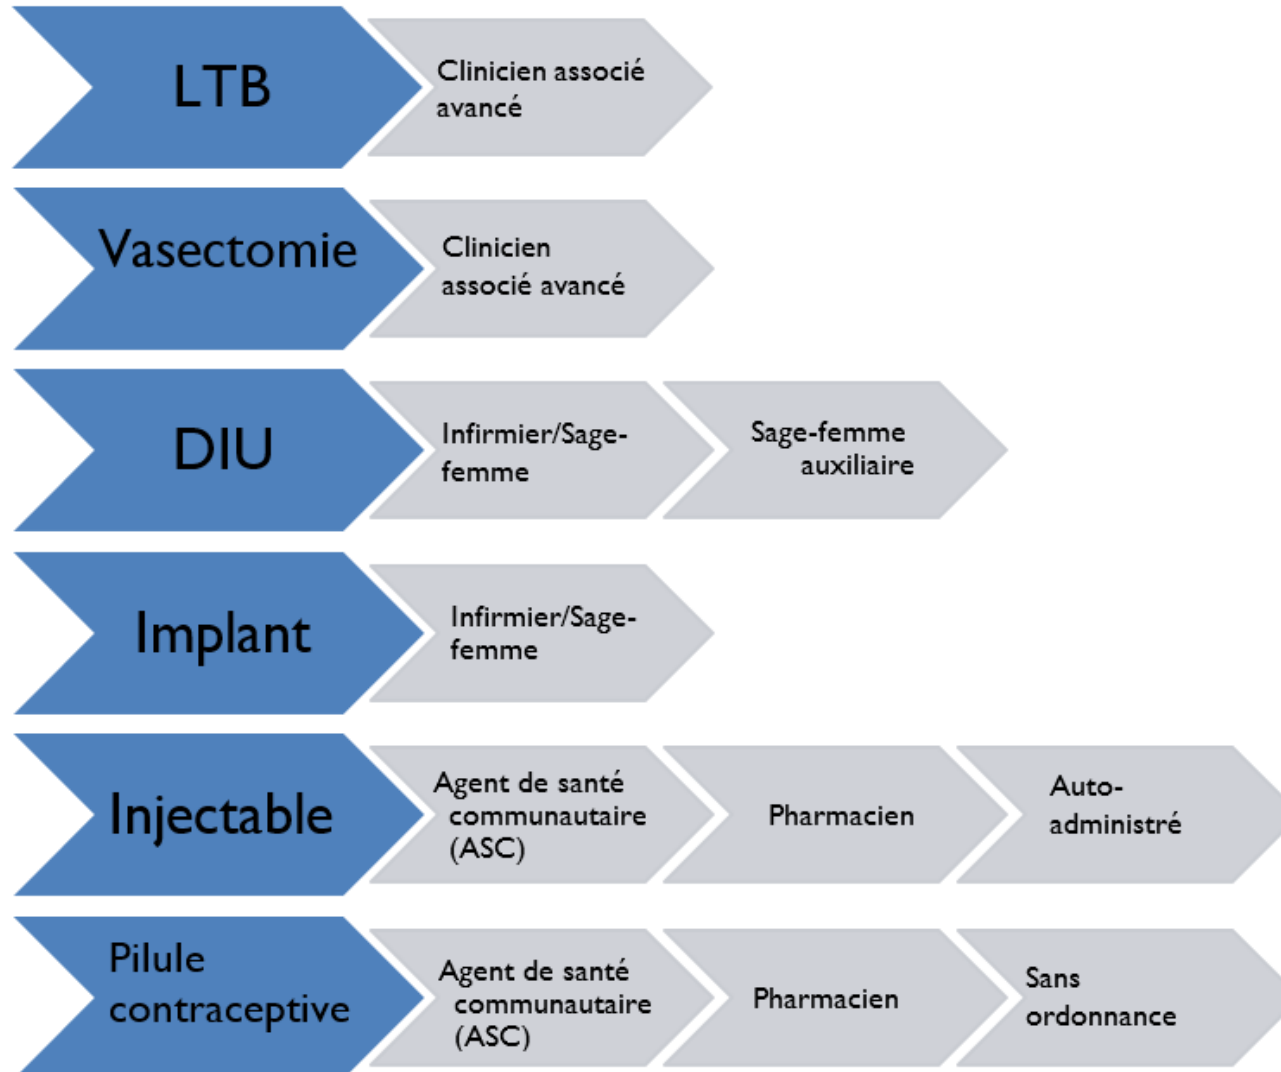 LTB
Clinicien associé
avancé
Vasectomie
Clinicien
associé avancé
DIU
Infirmier/Sage-
femme
Sage-femme
auxiliaire
Implant
Infirmier/Sage-
femme
Injectable
Agent de santé
communautaire
(ASC)
Pharmacien
Auto-
administré
Pilule
contraceptive
Agent de santé
communautaire
(ASC)
Pharmacien
Sans
ordonnance